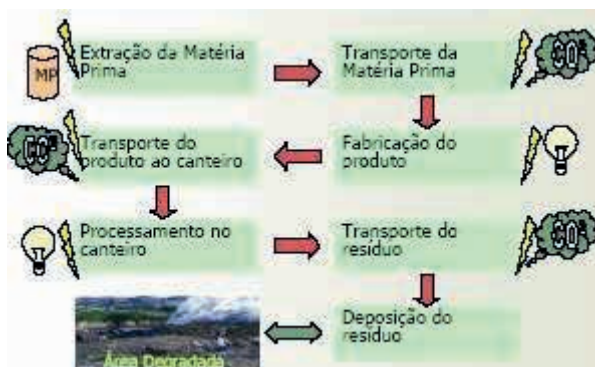 MP
Extração da Matéria
Prima
Transporte da
Matéria Prima
CO²
CO²
Transporte do
produto ao canteiro
Fabricação do
produto
Processamento no
canteiro
Transporte do
resíduo
CO²
Área Degradada
Deposição do
resíduo